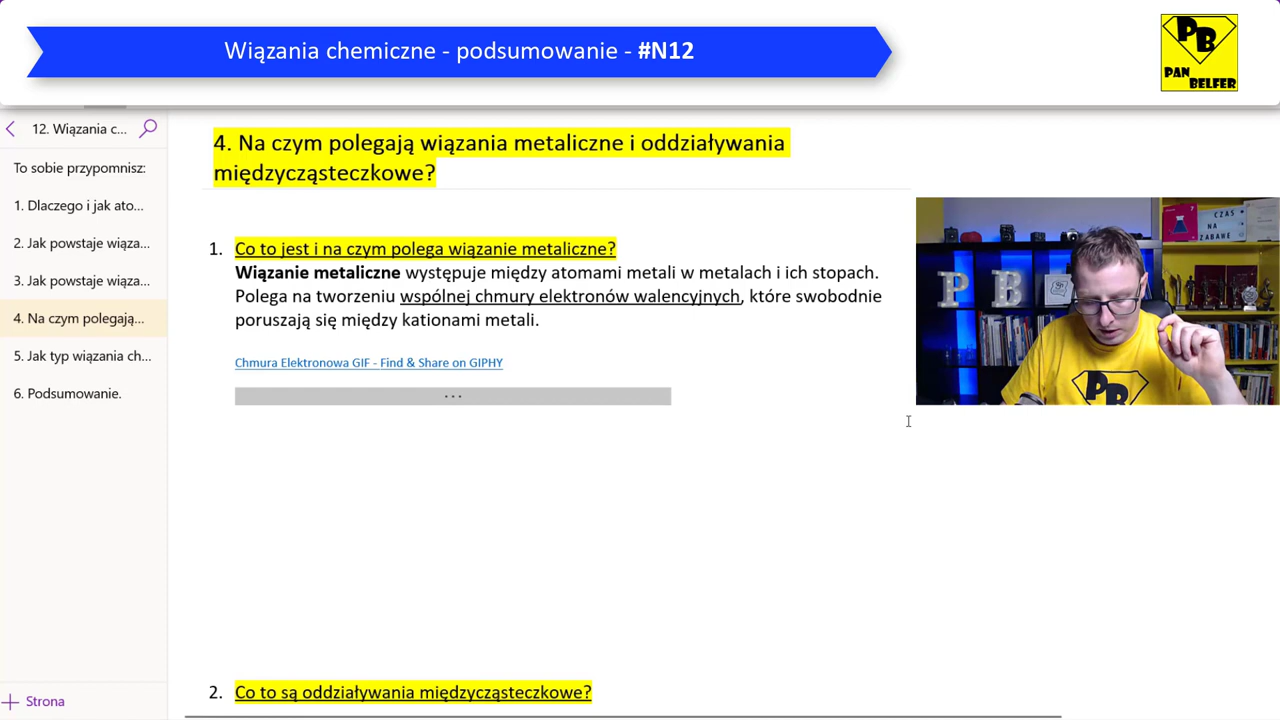 Wiązania chemiczne - podsumowanie - #N12
PB
PAN
BELFER
12. Wiązania c...
To sobie przypomnisz:
1. Dlaczego i jak ato...
2. Jak powstaje wiąza...
3. Jak powstaje wiąza...
4. Na czym polegają...
5. Jak typ wiązania ch...
6. Podsumowanie.
Strona
4. Na czym polegają wiązania metaliczne i oddziaływania
międzycząsteczkowe?
1. Co to jest i na czym polega wiązanie metaliczne?
Wiązanie metaliczne występuje między atomami metali w metalach i ich stopach.
Polega na tworzeniu wspólnej chmury elektronów walencyjnych, które swobodnie
poruszają się między kationami metali.
Chmura Elektronowa GIF - Find & Share on GIPHY
...
2. Co to są oddziaływania międzycząsteczkowe?
CZAS
NA
ZABAWĘ
P B
PB